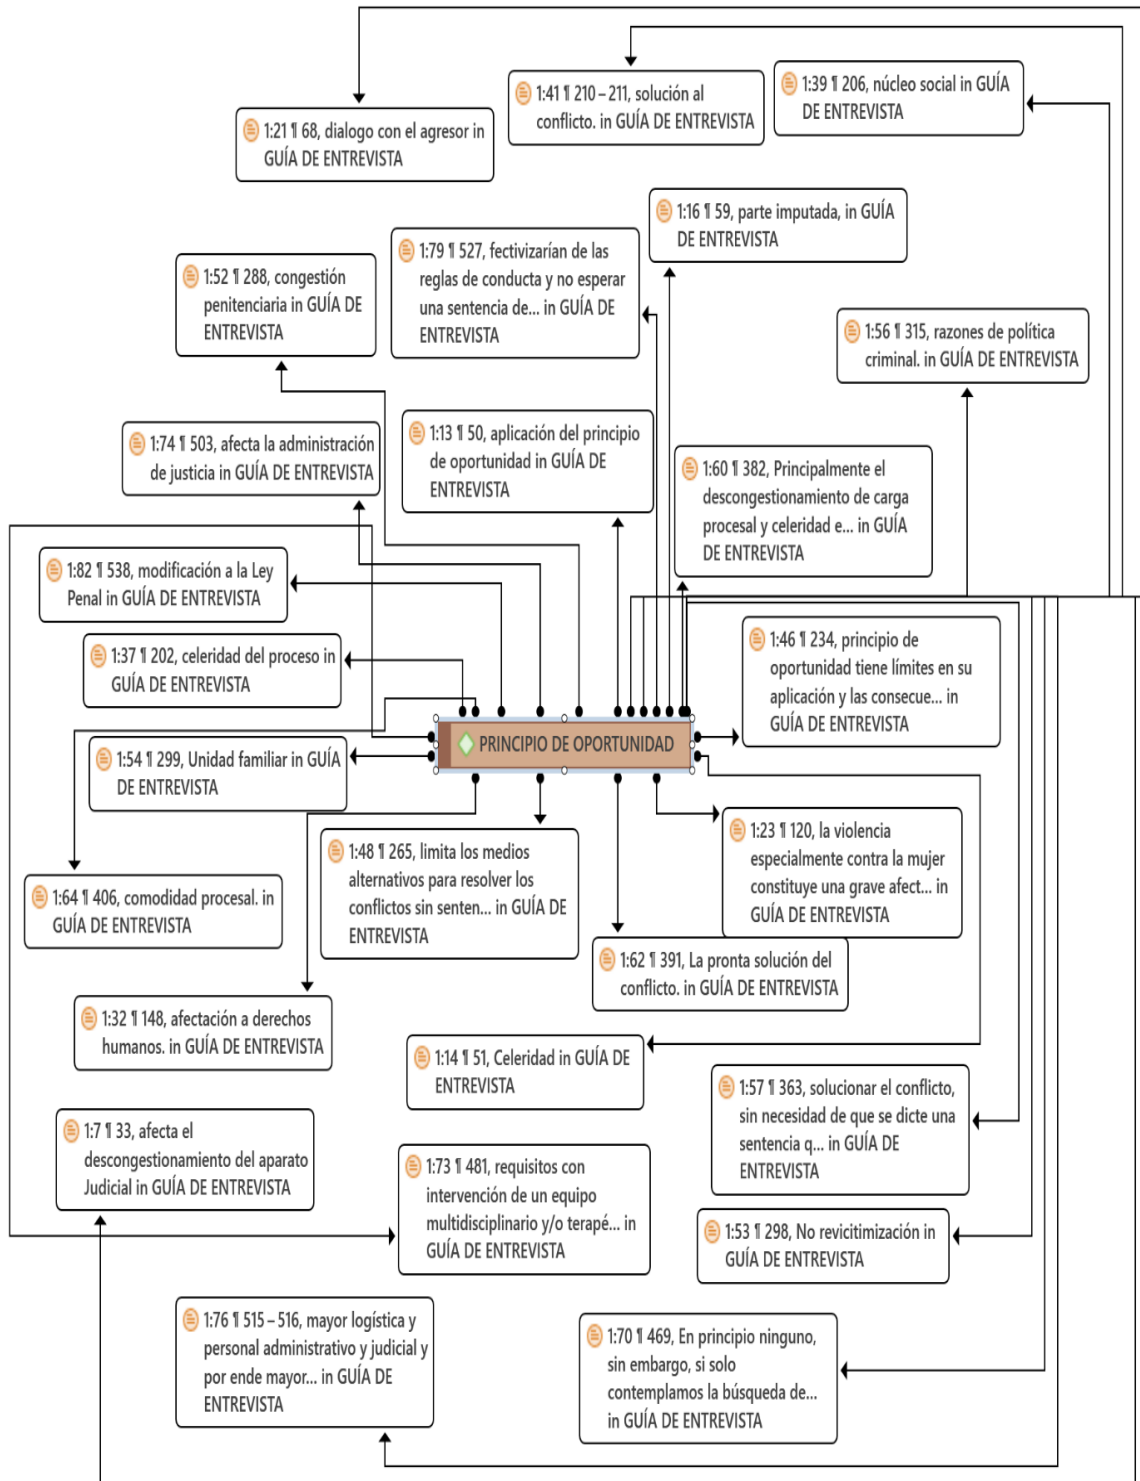 1:21 ¶ 68, dialogo con el agresor in
GUÍA DE ENTREVISTA
1:41 ¶ 210 – 211, solución al
conflicto. in GUÍA DE ENTREVISTA
1:39 ¶ 206, núcleo social in GUÍA
DE ENTREVISTA
1:16 ¶ 59, parte imputada, in GUÍA
DE ENTREVISTA
1:79 ¶ 527, fectivizarían de las
reglas de conducta y no esperar
una sentencia de... in GUÍA DE
ENTREVISTA
1:52 ¶ 288, congestión
penitenciaria in GUÍA DE
ENTREVISTA
1:56 ¶ 315, razones de política
criminal. in GUÍA DE ENTREVISTA
1:74 ¶ 503, afecta la administración
de justicia in GUÍA DE ENTREVISTA
1:13 ¶ 50, aplicación del principio
de oportunidad in GUÍA DE
ENTREVISTA
1:60 ¶ 382, Principalmente el
descongestionamiento de carga
procesal y celeridad e... in GUÍA
DE ENTREVISTA
1:82 ¶ 538, modificación a la Ley
Penal in GUÍA DE ENTREVISTA
1:37 ¶ 202, celeridad del proceso in
GUÍA DE ENTREVISTA
1:46 ¶ 234, principio de
oportunidad tiene límites en su
aplicación y las consecue... in
GUÍA DE ENTREVISTA
PRINCIPIO DE OPORTUNIDAD
1:54 ¶ 299, Unidad familiar in GUÍA
DE ENTREVISTA
1:48 ¶ 265, limita los medios
alternativos para resolver los
conflictos sin senten... in GUÍA DE
ENTREVISTA
1:23 ¶ 120, la violencia
especialmente contra la mujer
constituye una grave afect... in
GUÍA DE ENTREVISTA
1:64 ¶ 406, comodidad procesal. in
GUÍA DE ENTREVISTA
1:62 ¶ 391, La pronta solución del
conflicto. in GUÍA DE ENTREVISTA
1:32 ¶ 148, afectación a derechos
humanos. in GUÍA DE ENTREVISTA
1:14 ¶ 51, Celeridad in GUÍA DE
ENTREVISTA
1:57 ¶ 363, solucionar el conflicto,
sin necesidad de que se dicte una
sentencia q... in GUÍA DE
ENTREVISTA
1:7 ¶ 33, afecta el
descongestionamiento del aparato
Judicial in GUÍA DE ENTREVISTA
1:73 ¶ 481, requisitos con
intervención de un equipo
multidisciplinario y/o terapé... in
GUÍA DE ENTREVISTA
1:53 ¶ 298, No revicitimización in
GUÍA DE ENTREVISTA
1:76 ¶ 515 – 516, mayor logística y
personal administrativo y judicial y
por ende mayor... in GUÍA DE
ENTREVISTA
1:70 ¶ 469, En principio ninguno,
sin embargo, si solo
contemplamos la búsqueda de...
in GUÍA DE ENTREVISTA